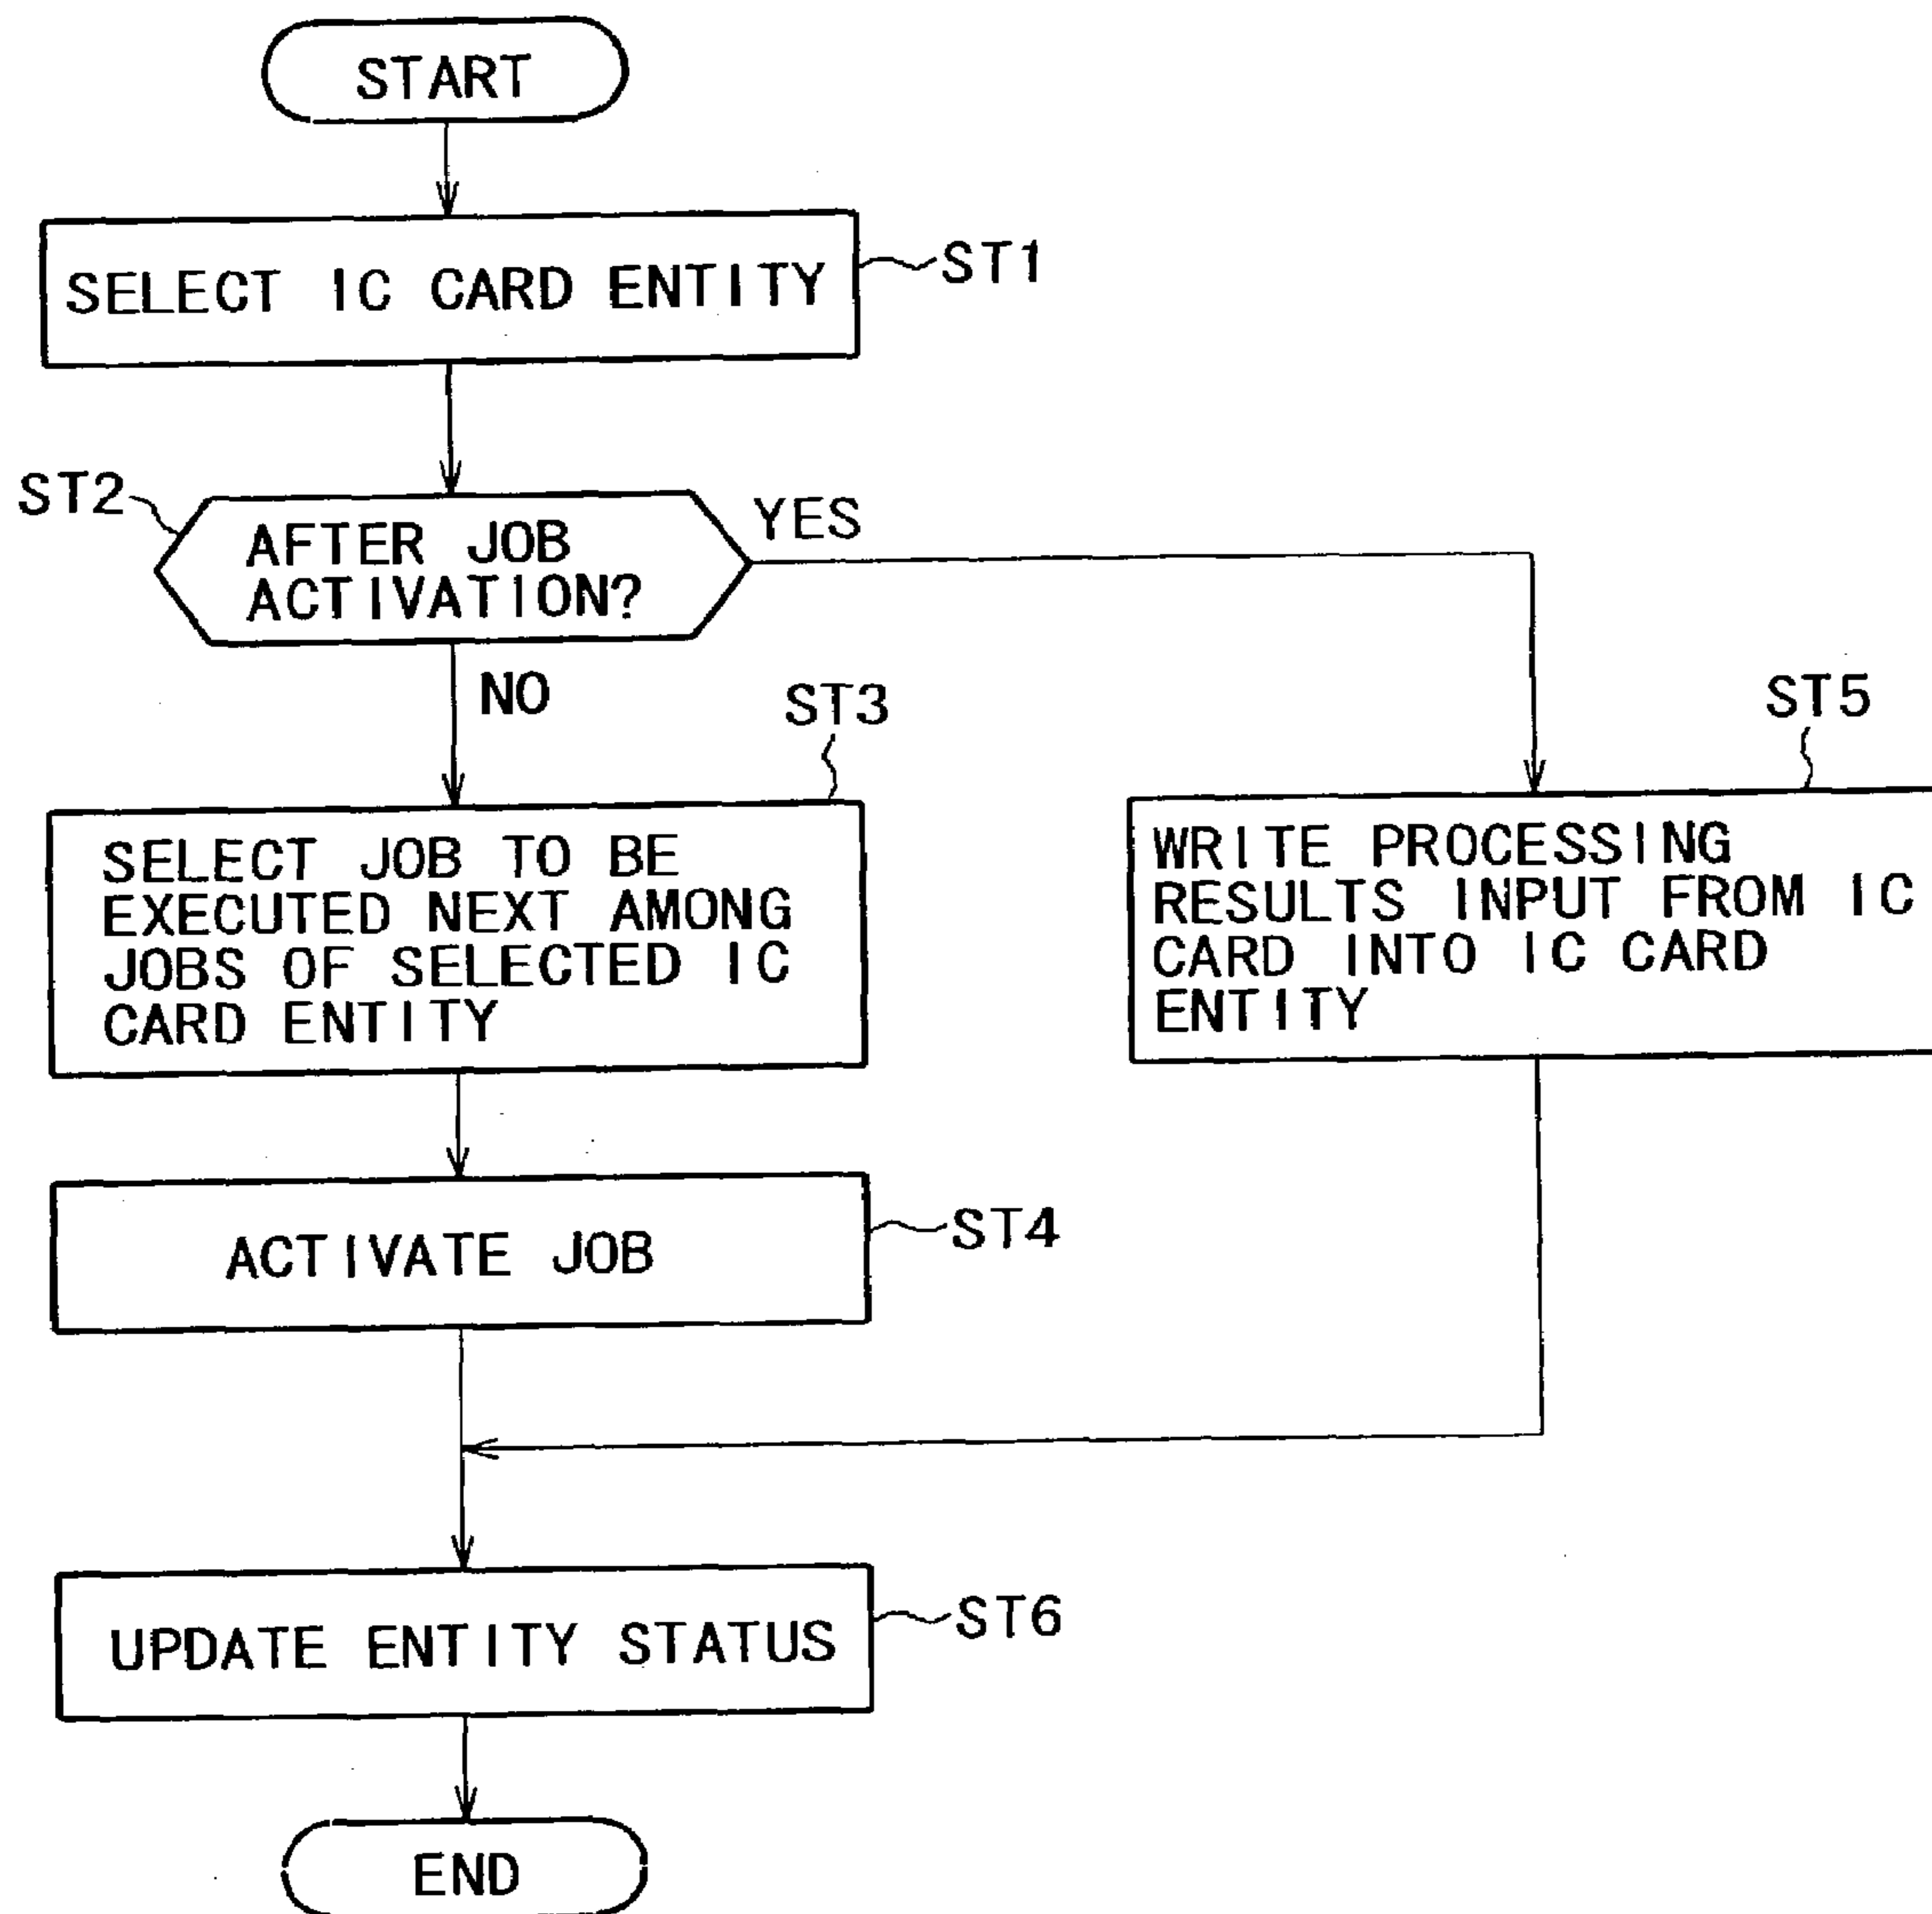 START
SELECT IC CARD ENTITY
ST1
ST2
AFTER JOB
ACTIVATION?
YES
NO
ST3
SELECT JOB TO BE
EXECUTED NEXT AMONG
JOBS OF SELECTED IC
CARD ENTITY
ST5
WRITE PROCESSING
RESULTS INPUT FROM IC
CARD INTO IC CARD
ENTITY
ACTIVATE JOB
ST4
UPDATE ENTITY STATUS
ST6
END